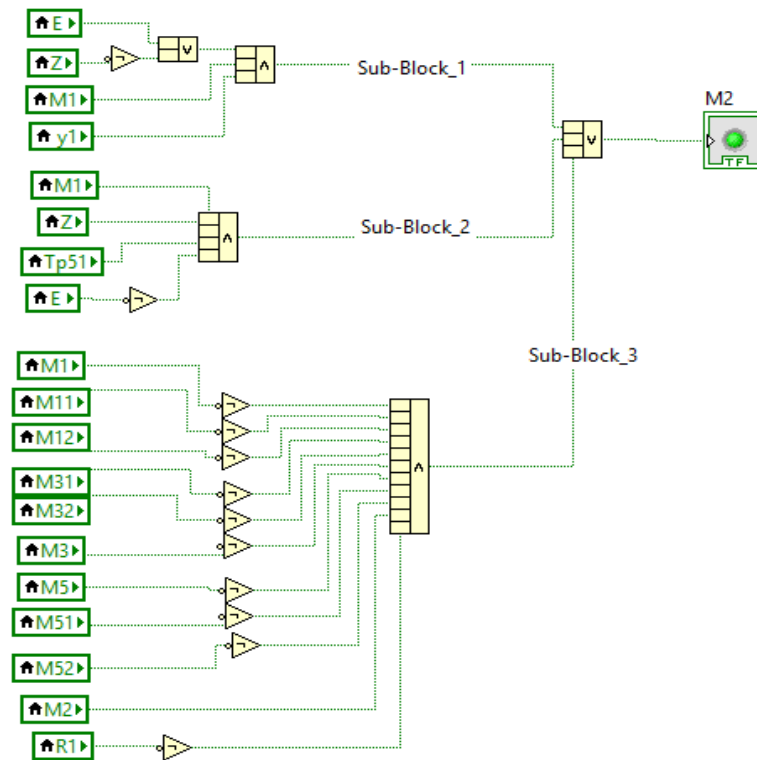 E
Z
M1
y1
Sub-Block_1
M2
TF
M1
Z
Tp51
E
Sub-Block_2
Sub-Block_3
M1
M11
M12
M31
M32
M3
M5
M51
M52
M2
R1